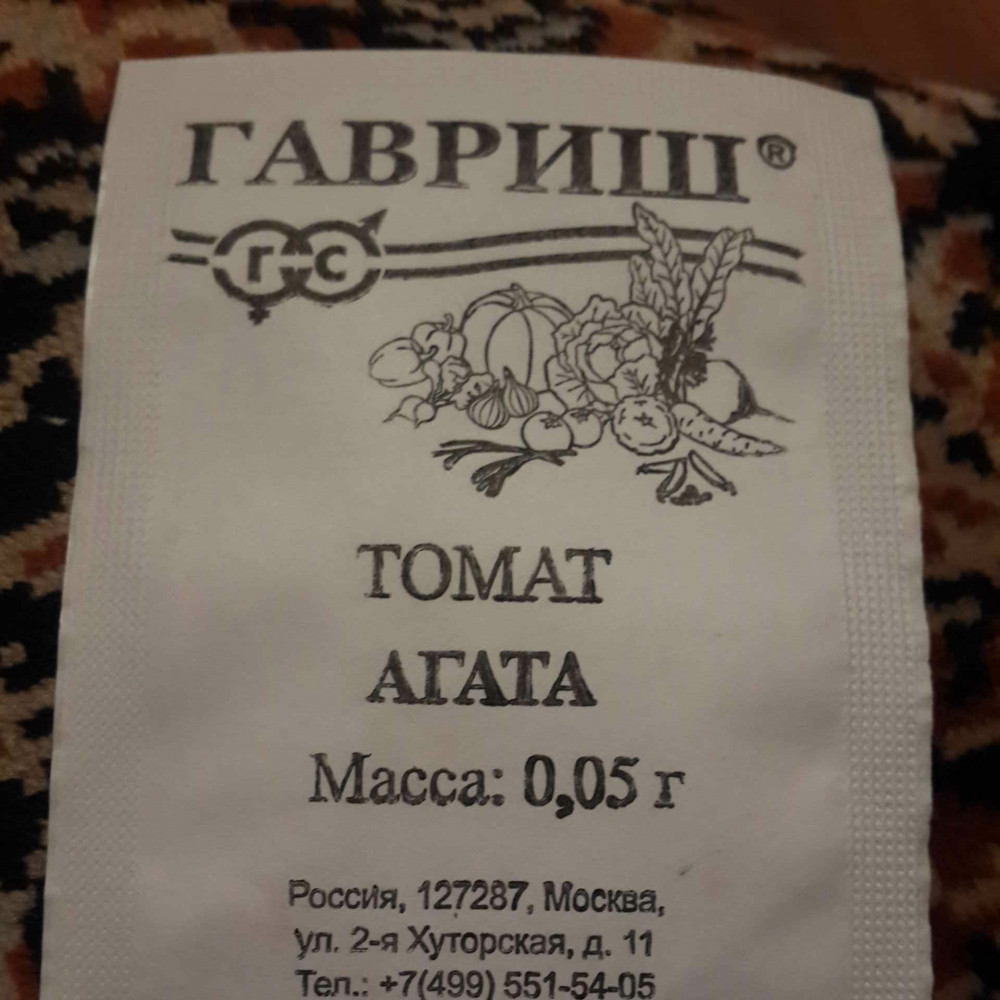 ГАВРИШ®
ГС
ТОМАТ
АГАТА
Масса: 0,05 г
Россия, 127287, Москва,
ул. 2-я Хуторская, д. 11
Тел.: +7(499) 551-54-05